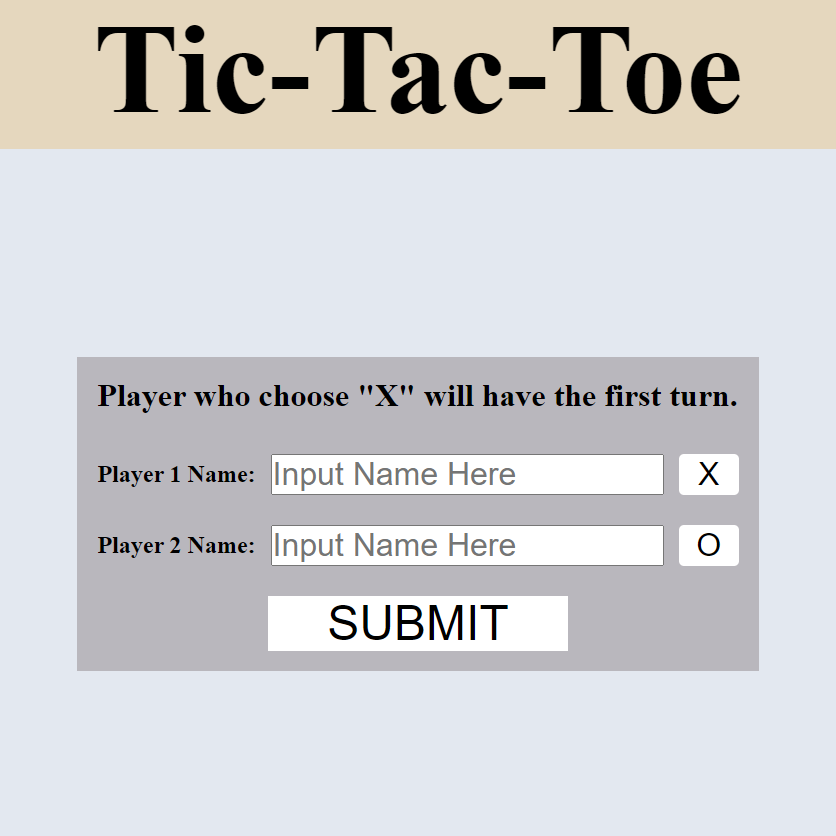 Tic-Tac-Toe
Player who choose "X" will have the first turn.
Player 1 Name: Input Name Here X
Player 2 Name: Input Name Here O
SUBMIT